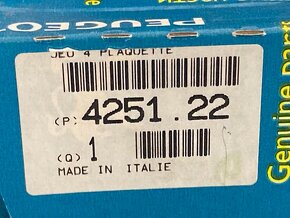 PEUGEO
JEU 4 PLAQUETTE
(P) 4251.22
(Q) 1
MADE IN ITALIE
Genuine part